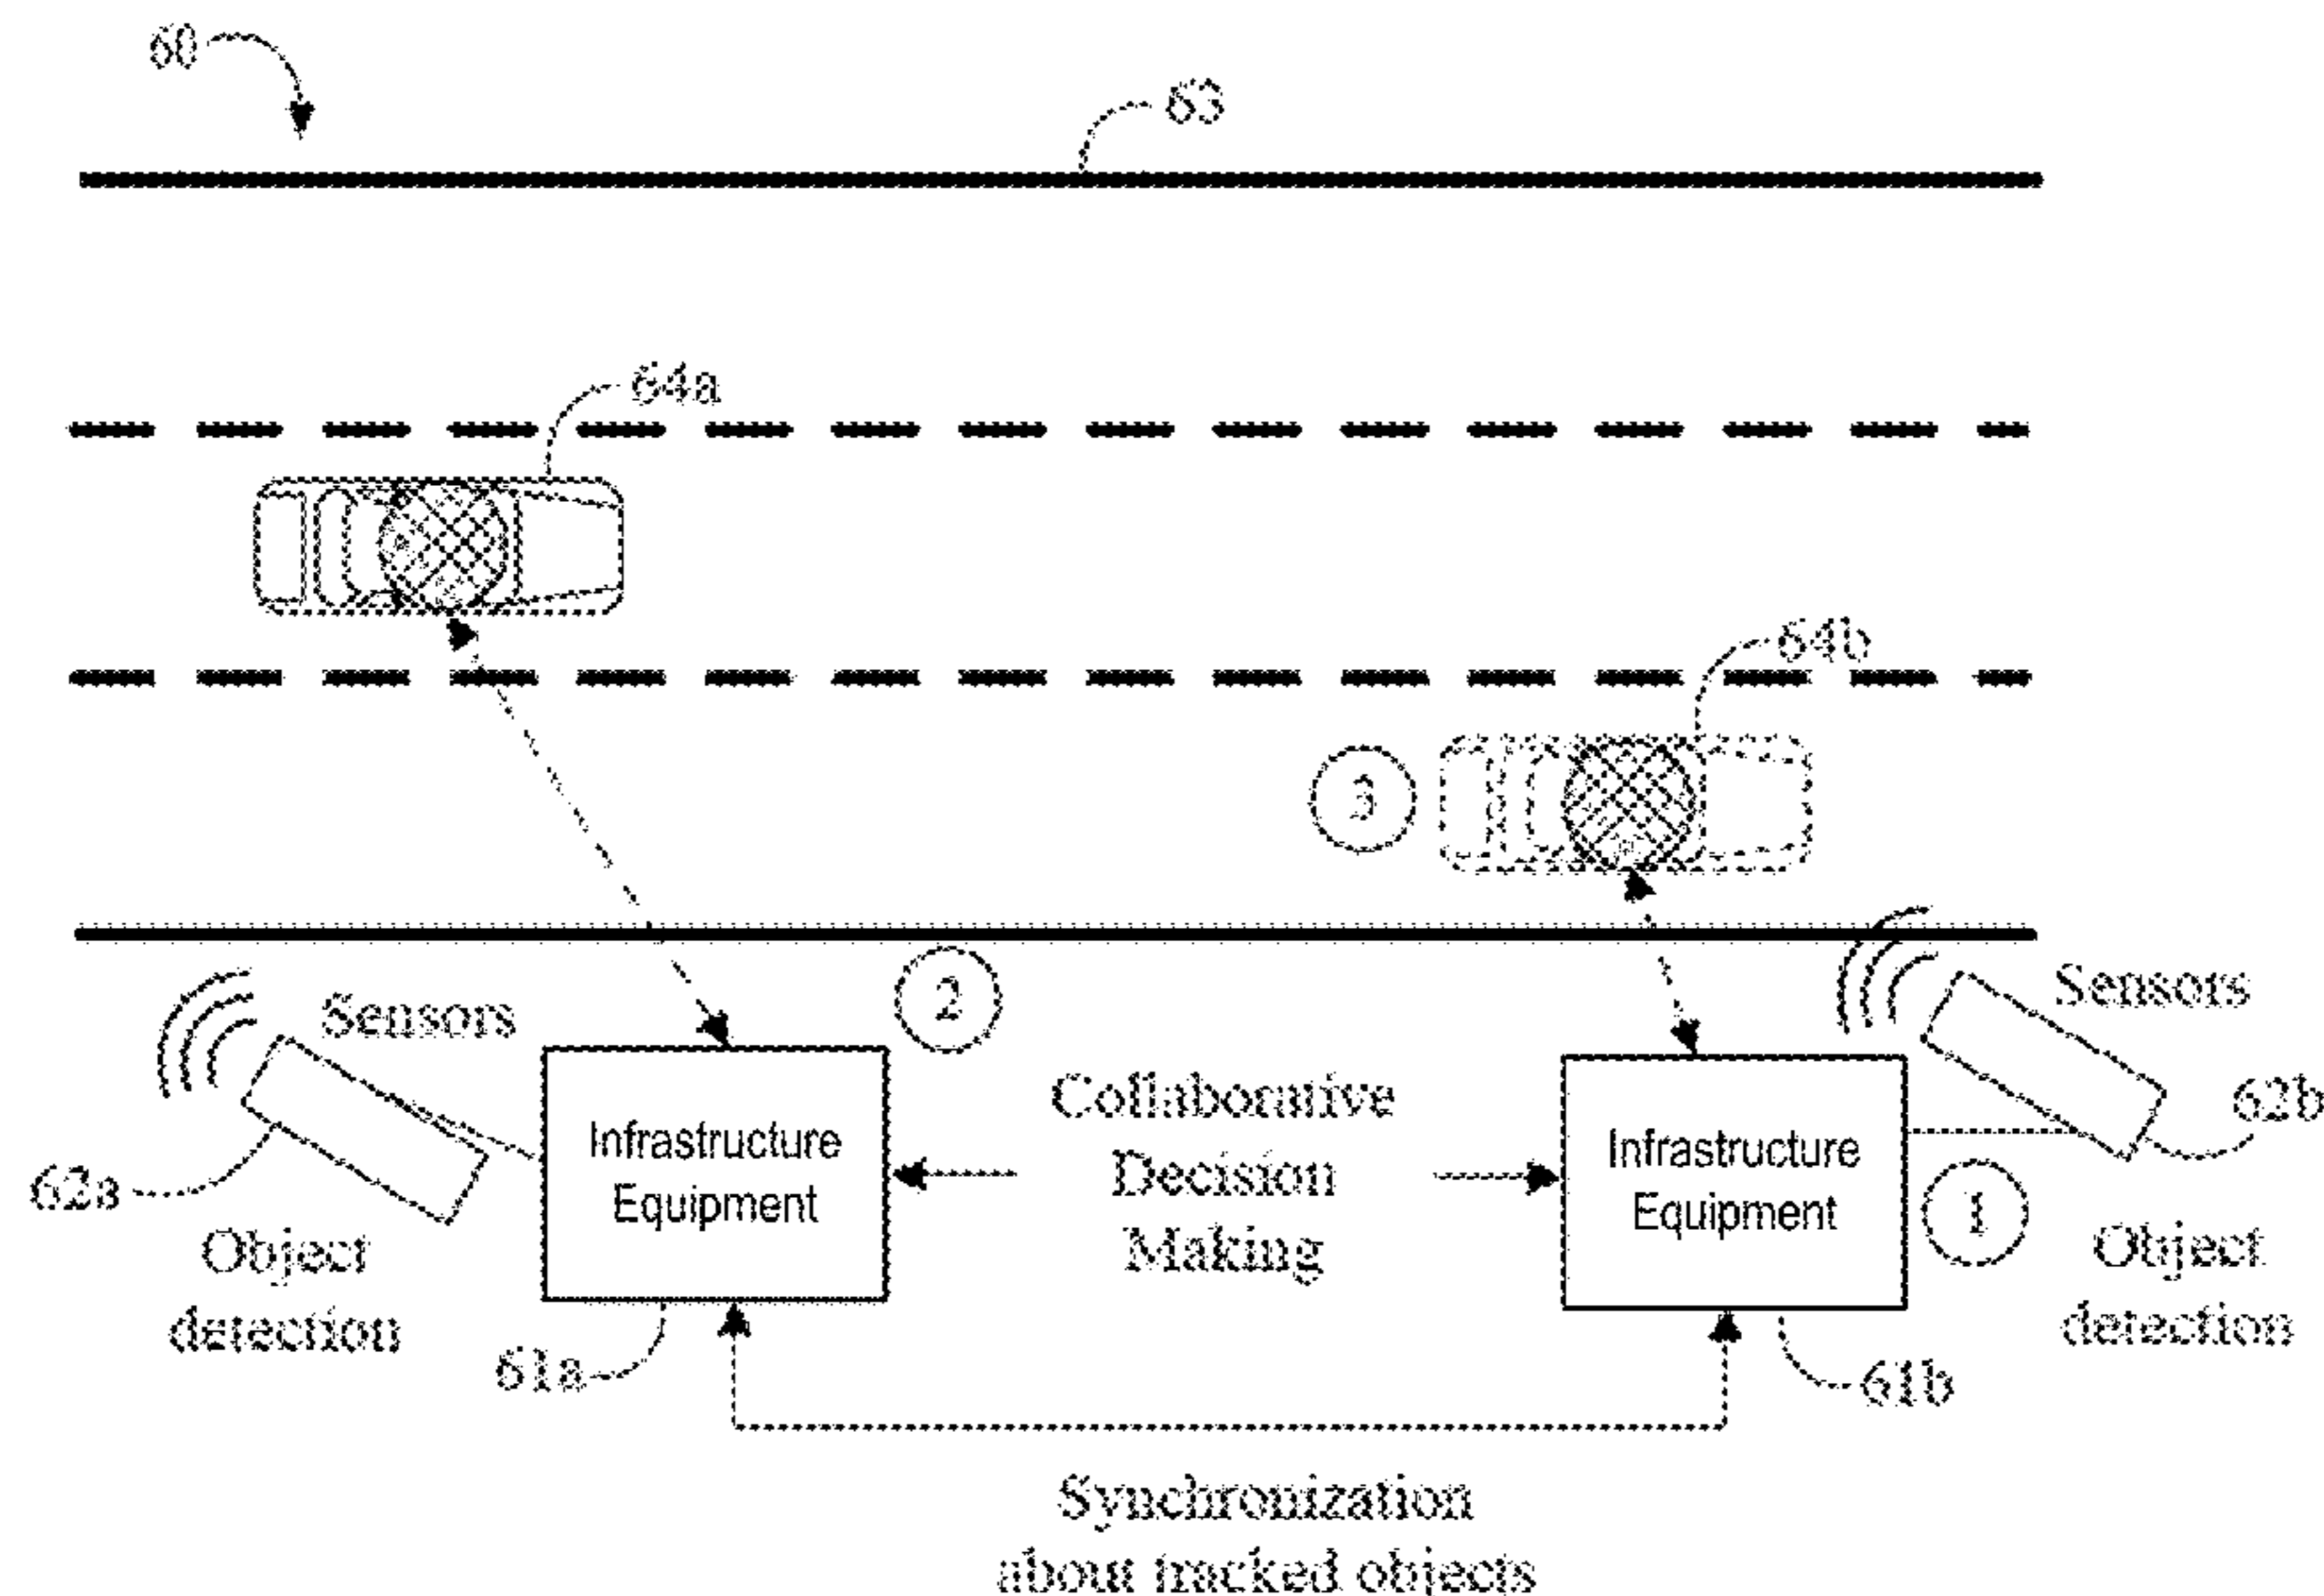 60
63
64a
64b
3
2
Sensors
Sensors
Infrastructure
Equipment
Collaborative
Decision
Making
Infrastructure
Equipment
62a
62b
1
Object
detection
Object
detection
61a
61b
Synchronization
about tracked objects